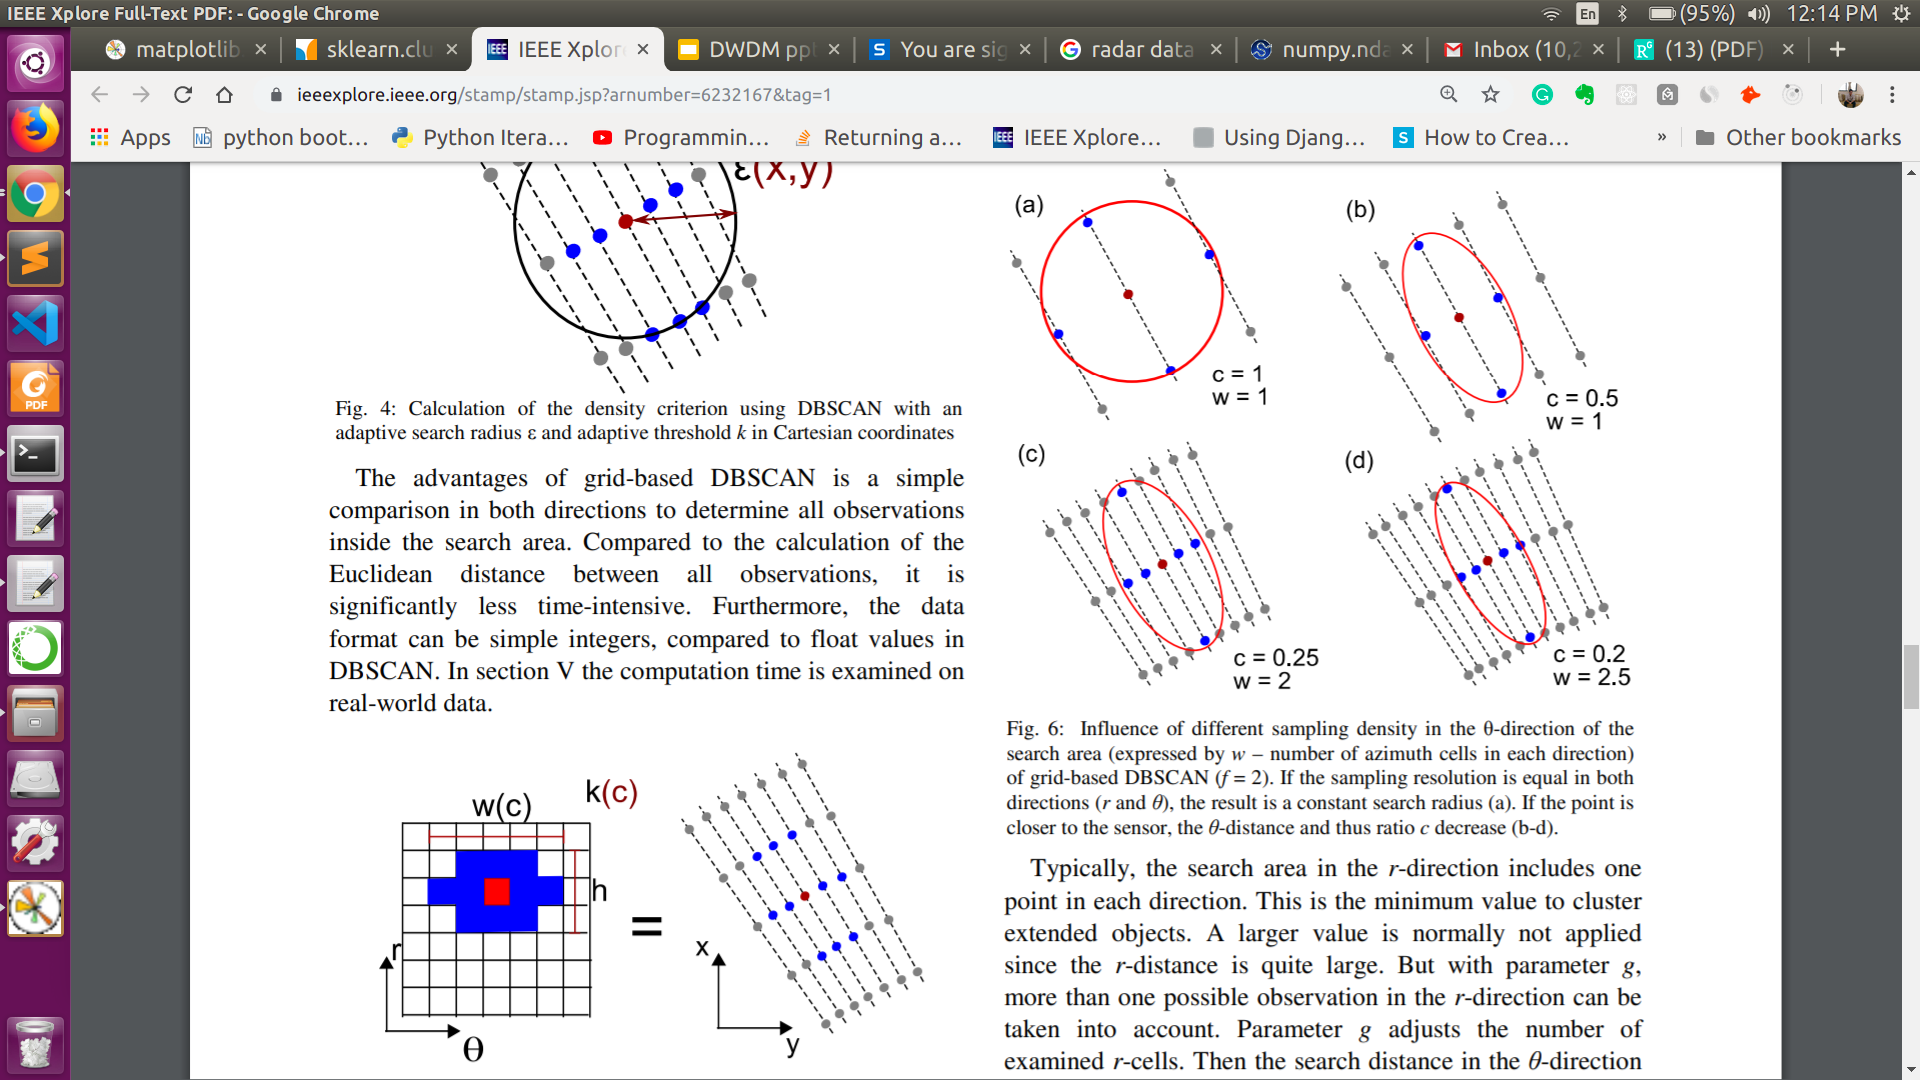 IEEE Xplore Full-Text PDF: - Google Chrome
En
(95%)
12:14 PM
matplotlib
sklearn.clu
IEEE Xplor
DWDM pp
You are sig
radar data
numpy.nda
Inbox (10,2
(13) (PDF)
ieeexplore.ieee.org/stamp/stamp.jsp?arnumber=6232167&tag=1
Apps
python boot...
Python Itera...
Programmin...
Returning a...
IEEE Xplore...
Using Djang...
How to Crea...
»
Other bookmarks
ε(x,y)
Fig. 4: Calculation of the density criterion using DBSCAN with an
adaptive search radius ε and adaptive threshold k in Cartesian coordinates
The advantages of grid-based DBSCAN is a simple
comparison in both directions to determine all observations
inside the search area. Compared to the calculation of the
Euclidean distance between all observations, it is
significantly less time-intensive. Furthermore, the data
format can be simple integers, compared to float values in
DBSCAN. In section V the computation time is examined on
real-world data.
w(c)
k(c)
h
r
θ
=
x
y
(a)
c = 1
w = 1
(b)
c = 0.5
w = 1
(c)
c = 0.25
w = 2
(d)
c = 0.2
w = 2.5
Fig. 6: Influence of different sampling density in the θ-direction of the
search area (expressed by w – number of azimuth cells in each direction)
of grid-based DBSCAN (f = 2). If the sampling resolution is equal in both
directions (r and θ), the result is a constant search radius (a). If the point is
closer to the sensor, the θ-distance and thus ratio c decrease (b-d).
Typically, the search area in the r-direction includes one
point in each direction. This is the minimum value to cluster
extended objects. A larger value is normally not applied
since the r-distance is quite large. But with parameter g,
more than one possible observation in the r-direction can be
taken into account. Parameter g adjusts the number of
examined r-cells. Then the search distance in the θ-direction